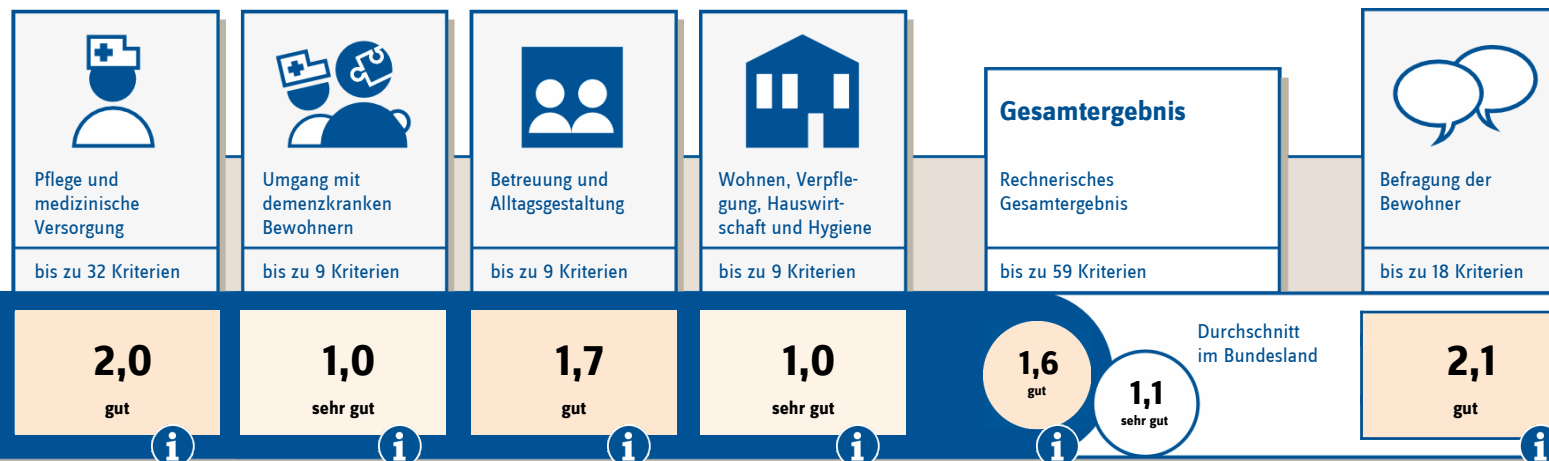 Pflege und
medizinische
Versorgung
bis zu 32 Kriterien
2,0
gut
i
Umgang mit
demenzkranken
Bewohnern
bis zu 9 Kriterien
1,0
sehr gut
i
Betreuung und
Alltagsgestaltung
bis zu 9 Kriterien
1,7
gut
i
Wohnen, Verpfle-
gung, Hauswirt-
schaft und Hygiene
bis zu 9 Kriterien
1,0
sehr gut
i
Gesamtergebnis
Rechnerisches
Gesamtergebnis
bis zu 59 Kriterien
1,6
gut
i
1,1
sehr gut
Durchschnitt
im Bundesland
Befragung der
Bewohner
bis zu 18 Kriterien
2,1
gut
i